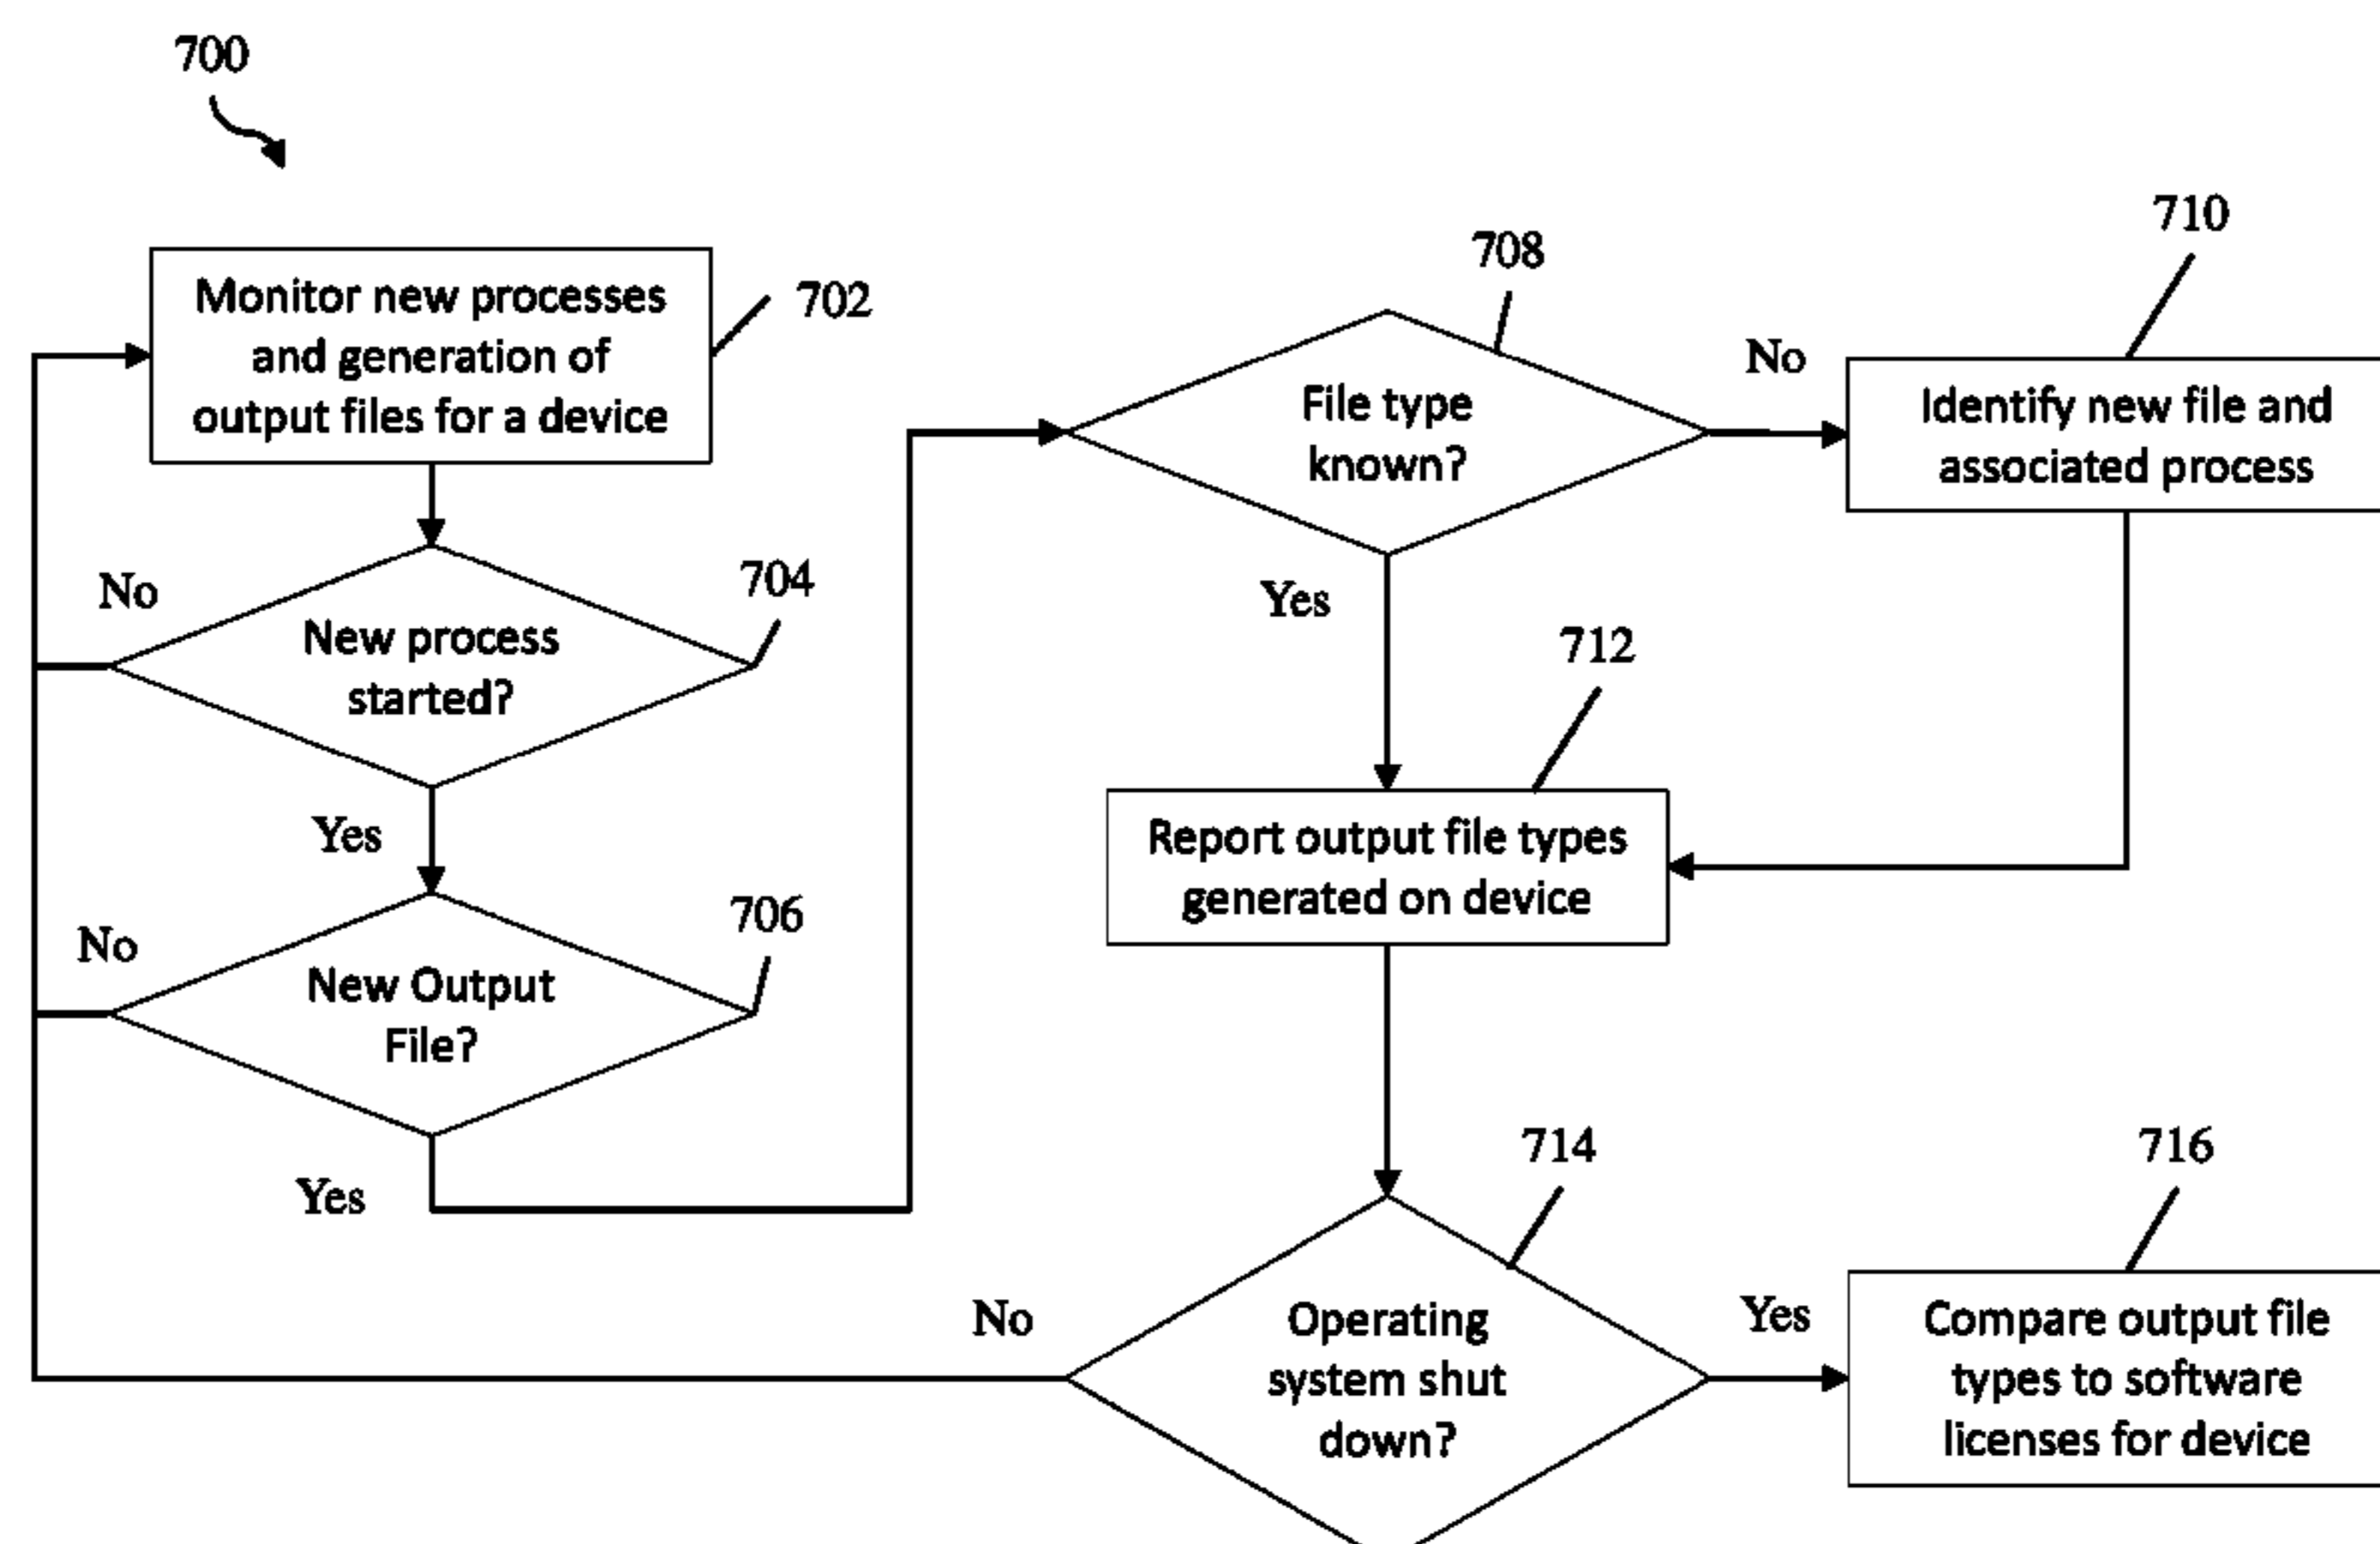 700
Monitor new processes
and generation of
output files for a device
702
No
New process
started?
704
Yes
No
New Output
File?
706
Yes
708
File type
known?
No
710
Identify new file and
associated process
Yes
712
Report output file types
generated on device
714
No
Operating
system shut
down?
Yes
716
Compare output file
types to software
licenses for device